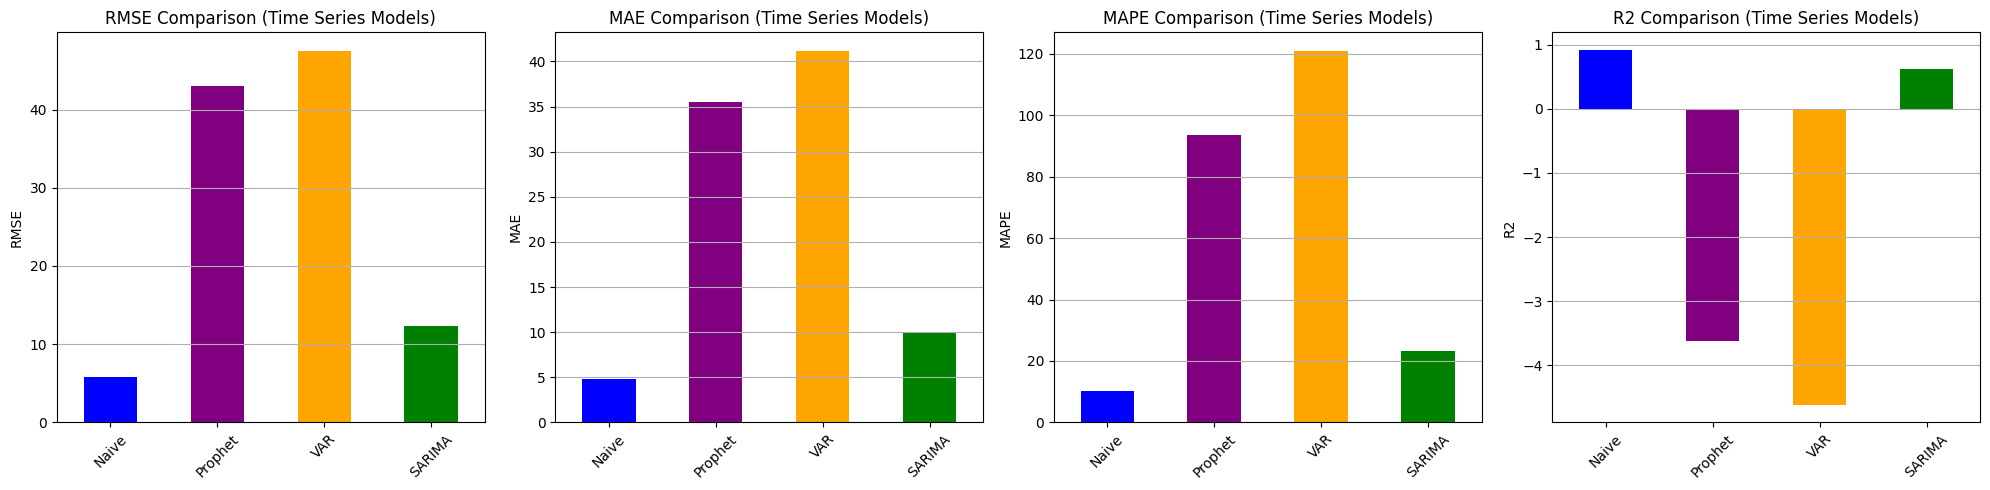 RMSE Comparison (Time Series Models)
RMSE
40
30
20
10
0
Naive
Prophet
VAR
SARIMA
MAE Comparison (Time Series Models)
MAE
40
35
30
25
20
15
10
5
0
Naive
Prophet
VAR
SARIMA
MAPE Comparison (Time Series Models)
MAPE
120
100
80
60
40
20
0
Naive
Prophet
VAR
SARIMA
R2 Comparison (Time Series Models)
R2
1
0
−1
−2
−3
−4
Naive
Prophet
VAR
SARIMA